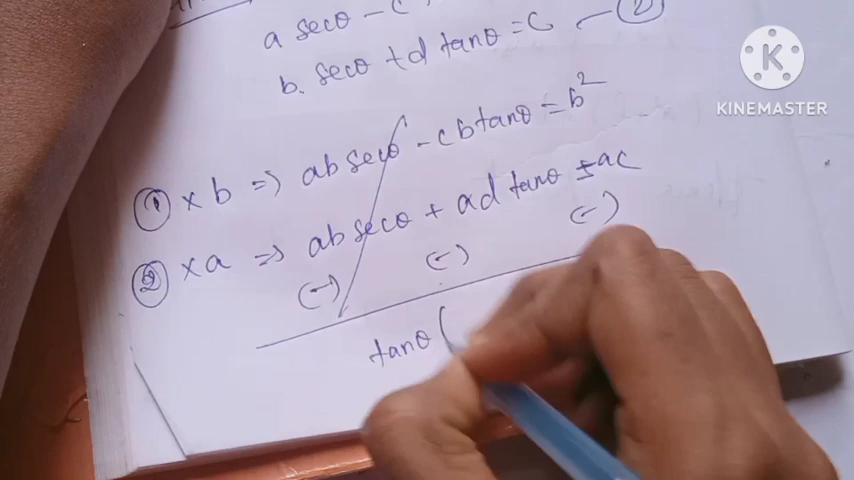 a secθ - c
b. secθ + d tanθ = c — ②
① × b ⇒ ab secθ - cb tanθ = b²
② × a ⇒ ab secθ + ad tanθ = ac
(-) (-) (-)
tanθ (
K
KINEMASTER